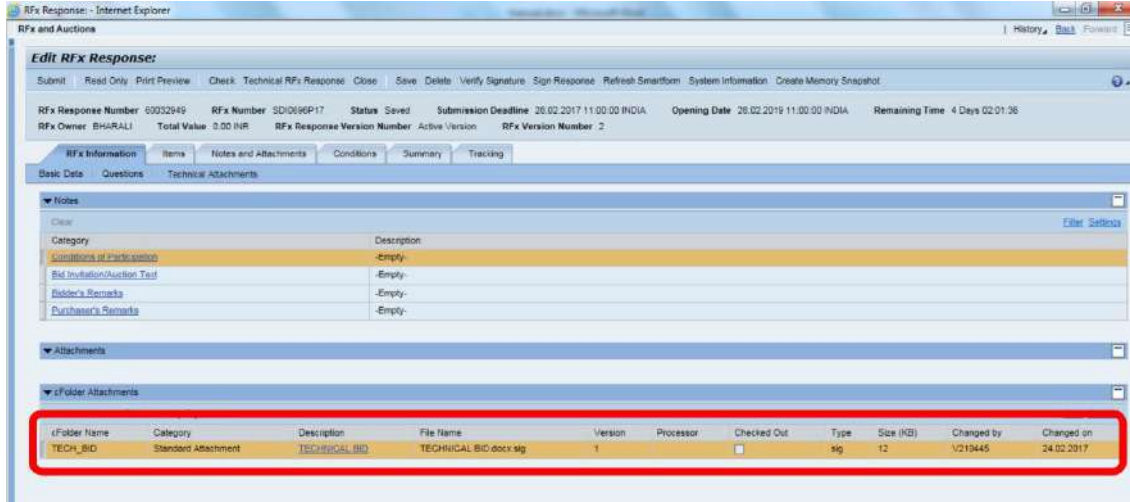 RFx Response: - Internet Explorer
RFx and Auctions
History Back Forward
Edit RFx Response:
Submit Read Only Print Preview Check Technical RFx Response Close Save Delete Verify Signature Sign Response Refresh Smartform System Information Create Memory Snapshot
RFx Response Number 60032949 RFx Number SDI0696P17 Status Saved Submission Deadline 28.02.2017 11:00:00 INDIA Opening Date 28.02.2019 11:00:00 INDIA Remaining Time 4 Days 02:01:36
RFx Owner BHARALI Total Value 0.00 INR RFx Response Version Number Active Version RFx Version Number 2
RFx Information Items Notes and Attachments Conditions Summary Tracking
Basic Data Questions Technical Attachments
Notes
Clear Filter Settings
Category Description
Conditions of Participation -Empty-
Bid Invitation/Auction Text -Empty-
Bidder's Remarks -Empty-
Purchaser's Remarks -Empty-
Attachments
cFolder Attachments
cFolder Name Category Description File Name Version Processor Checked Out Type Size (KB) Changed by Changed on
TECH_BID Standard Attachment TECHNICAL BID TECHNICAL BID.docx.sig 1 sig 12 V210445 24.02.2017